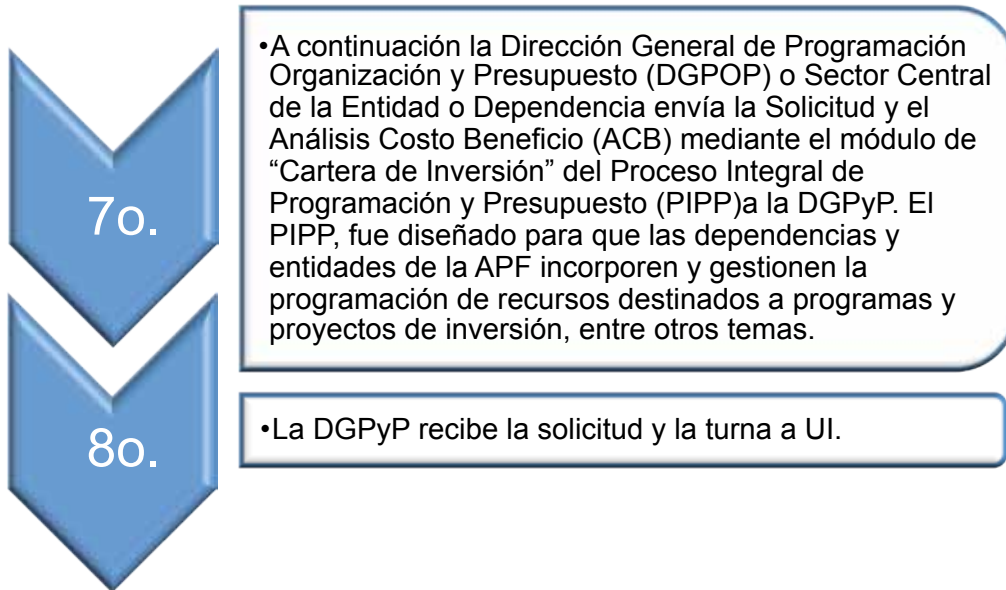 7o.
•A continuación la Dirección General de Programación
Organización y Presupuesto (DGPOP) o Sector Central
de la Entidad o Dependencia envía la Solicitud y el
Análisis Costo Beneficio (ACB) mediante el módulo de
“Cartera de Inversión” del Proceso Integral de
Programación y Presupuesto (PIPP)a la DGPyP. El
PIPP, fue diseñado para que las dependencias y
entidades de la APF incorporen y gestionen la
programación de recursos destinados a programas y
proyectos de inversión, entre otros temas.
8o.
•La DGPyP recibe la solicitud y la turna a UI.